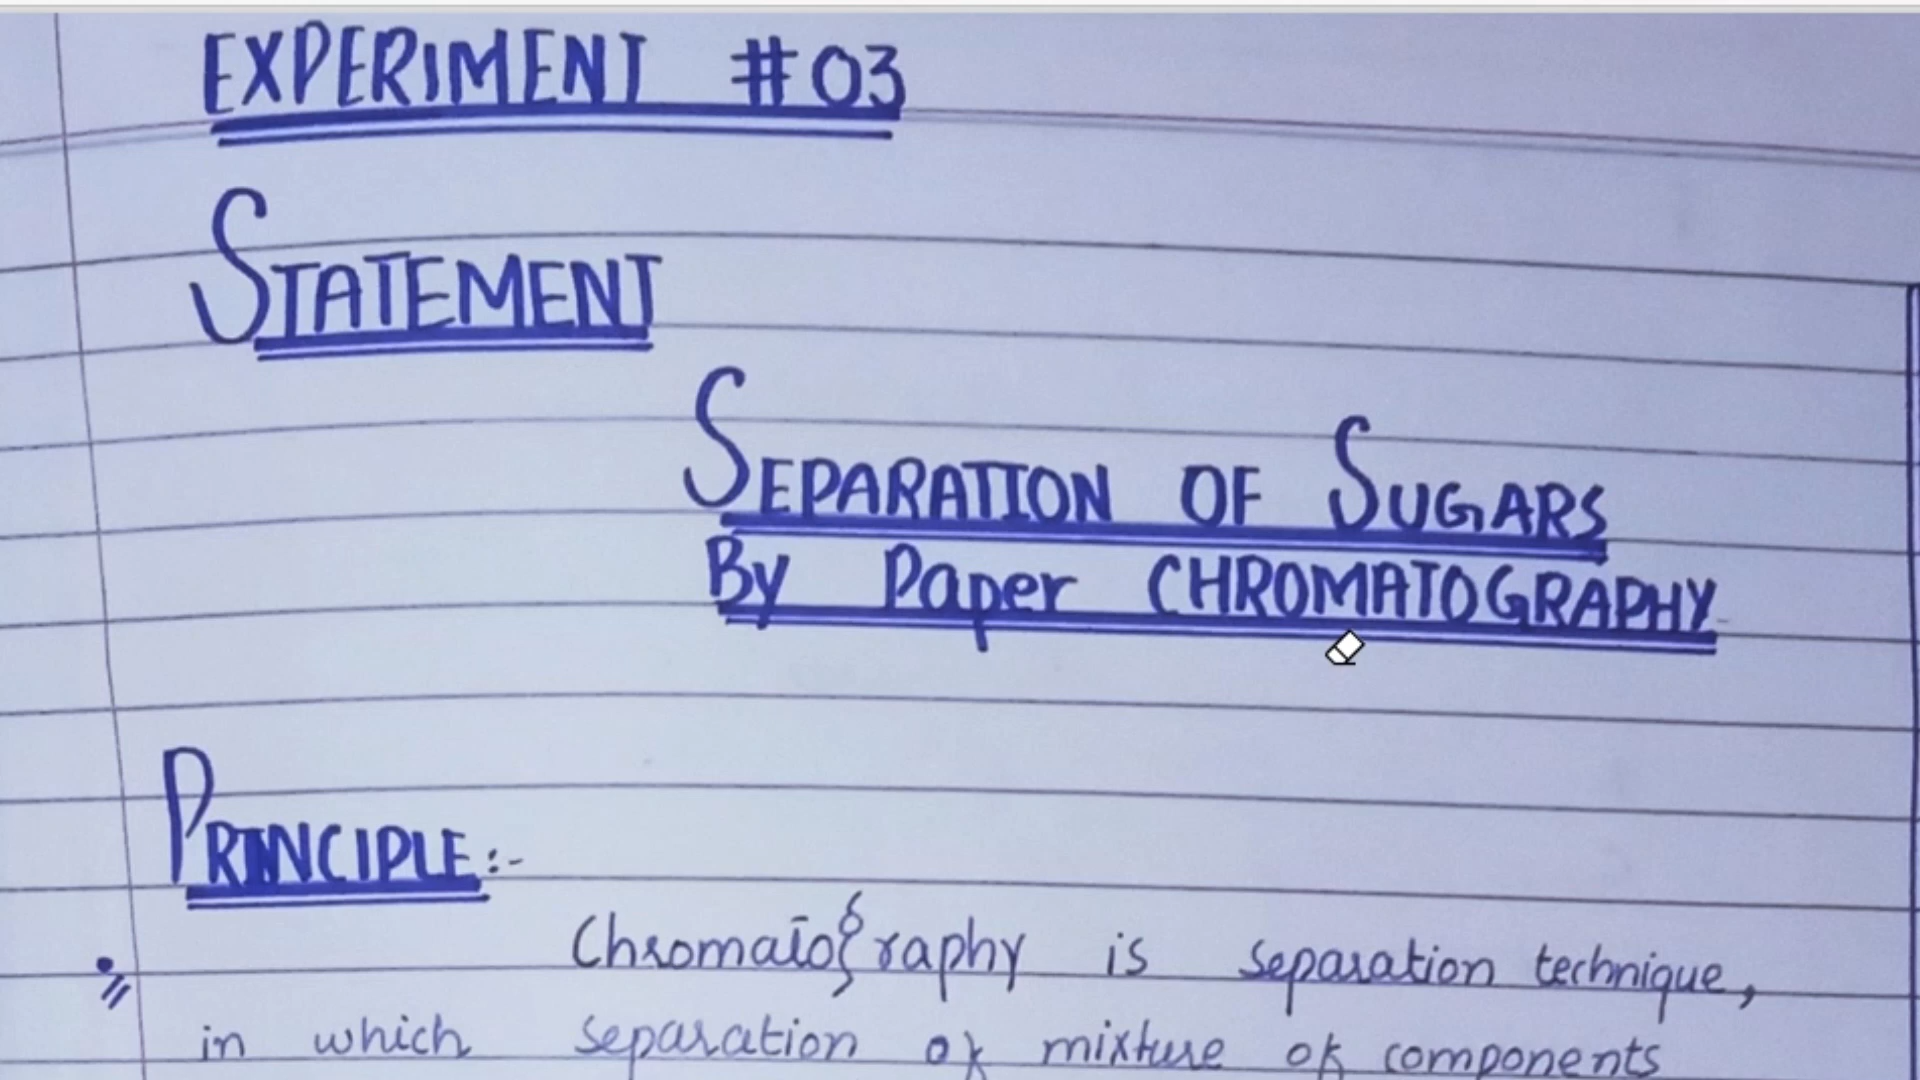 EXPERIMENT #03
STATEMENT
SEPARATION OF SUGARS
By Paper CHROMATOGRAPHY
PRINCIPLE:-
Chromatography is separation technique,
in which separation of mixture of components